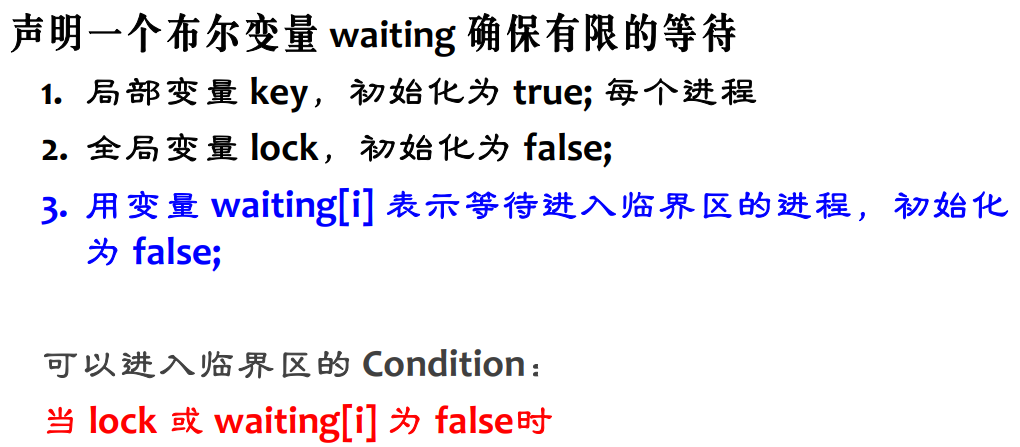 声明一个布尔变量 waiting 确保有限的等待
1. 局部变量 key，初始化为 true; 每个进程
2. 全局变量 lock，初始化为 false;
3. 用变量 waiting[i] 表示等待进入临界区的进程，初始化
为 false;
可以进入临界区的 Condition：
当 lock 或 waiting[i] 为 false时